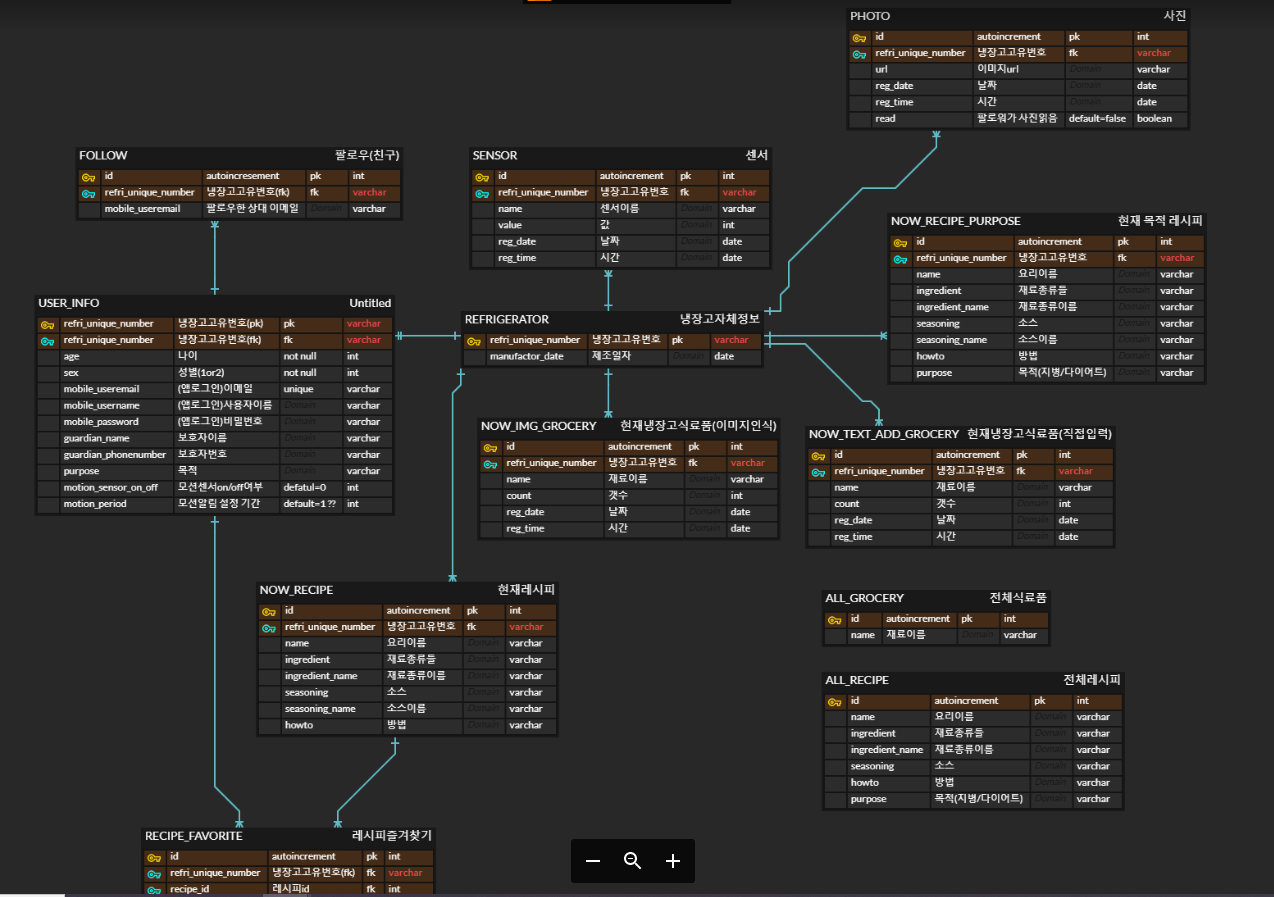 PHOTO 사진
id autoincrement pk int
refri_unique_number 냉장고고유번호 fk varchar
url 이미지url Domain varchar
reg_date 날짜 Domain date
reg_time 시간 Domain date
read 팔로워가 사진읽음 default=false boolean
FOLLOW 팔로우(친구)
id autoincresement pk int
refri_unique_number 냉장고고유번호(fk) fk varchar
mobile_useremail 팔로우한 상대 이메일 Domain varchar
SENSOR 센서
id autoincrement pk int
refri_unique_number 냉장고고유번호 fk varchar
name 센서이름 Domain varchar
value 값 Domain int
reg_date 날짜 Domain date
reg_time 시간 Domain date
NOW_RECIPE_PURPOSE 현재 목적 레시피
id autoincrement pk int
refri_unique_number 냉장고고유번호 fk varchar
name 요리이름 Domain varchar
ingredient 재료종류들 Domain varchar
ingredient_name 재료종류이름 Domain varchar
seasoning 소스 Domain varchar
seasoning_name 소스이름 Domain varchar
howto 방법 Domain varchar
purpose 목적(지병/다이어트) Domain varchar
USER_INFO Untitled
refri_unique_number 냉장고고유번호(pk) pk varchar
refri_unique_number 냉장고고유번호(fk) fk varchar
age 나이 not null int
sex 성별(1or2) not null int
mobile_useremail (앱로그인)이메일 unique varchar
mobile_username (앱로그인)사용자이름 Domain varchar
mobile_password (앱로그인)비밀번호 Domain varchar
guardian_name 보호자이름 Domain varchar
guardian_phonenumber 보호자번호 Domain varchar
purpose 목적 Domain varchar
motion_sensor_on_off 모션센서on/off여부 defatul=0 int
motion_period 모션알림 설정 기간 default=1 ?? int
REFRIGERATOR 냉장고자체정보
refri_unique_number 냉장고고유번호 pk varchar
manufactor_date 제조일자 Domain date
NOW_IMG_GROCERY 현재냉장고식료품(이미지인식)
id autoincrement pk int
refri_unique_number 냉장고고유번호 fk varchar
name 재료이름 Domain varchar
count 갯수 Domain int
reg_date 날짜 Domain date
reg_time 시간 Domain date
NOW_TEXT_ADD_GROCERY 현재냉장고식료품(직접입력)
id autoincrement pk int
refri_unique_number 냉장고고유번호 fk varchar
name 재료이름 Domain varchar
count 갯수 Domain int
reg_date 날짜 Domain date
reg_time 시간 Domain date
NOW_RECIPE 현재레시피
id autoincrement pk int
refri_unique_number 냉장고고유번호 fk varchar
name 요리이름 Domain varchar
ingredient 재료종류들 Domain varchar
ingredient_name 재료종류이름 Domain varchar
seasoning 소스 Domain varchar
seasoning_name 소스이름 Domain varchar
howto 방법 Domain varchar
ALL_GROCERY 전체식료품
id autoincrement pk int
name 재료이름 Domain varchar
ALL_RECIPE 전체레시피
id autoincrement pk int
name 요리이름 Domain varchar
ingredient 재료종류들 Domain varchar
ingredient_name 재료종류이름 Domain varchar
seasoning 소스 Domain varchar
howto 방법 Domain varchar
purpose 목적(지병/다이어트) Domain varchar
RECIPE_FAVORITE 레시피즐겨찾기
id autoincrement pk int
refri_unique_number 냉장고고유번호(fk) fk varchar
recipe_id 레시피id fk int